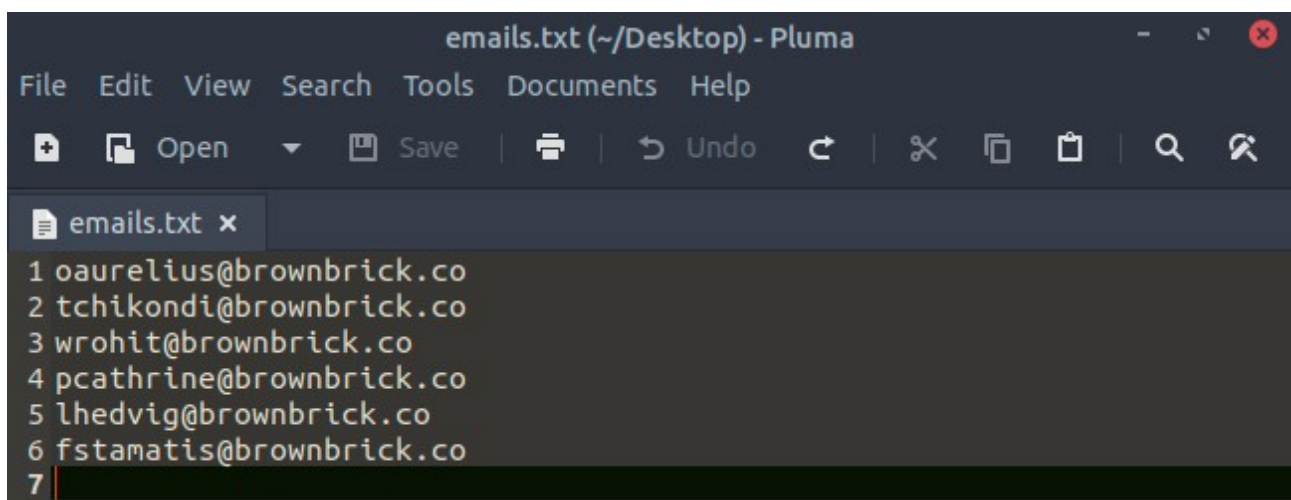 emails.txt (~/Desktop) - Pluma
File Edit View Search Tools Documents Help
Open Save Undo
emails.txt
1 oaurelius@brownbrick.co
2 tchikondi@brownbrick.co
3 wrohit@brownbrick.co
4 pcathrine@brownbrick.co
5 lhedvig@brownbrick.co
6 fstamatis@brownbrick.co
7